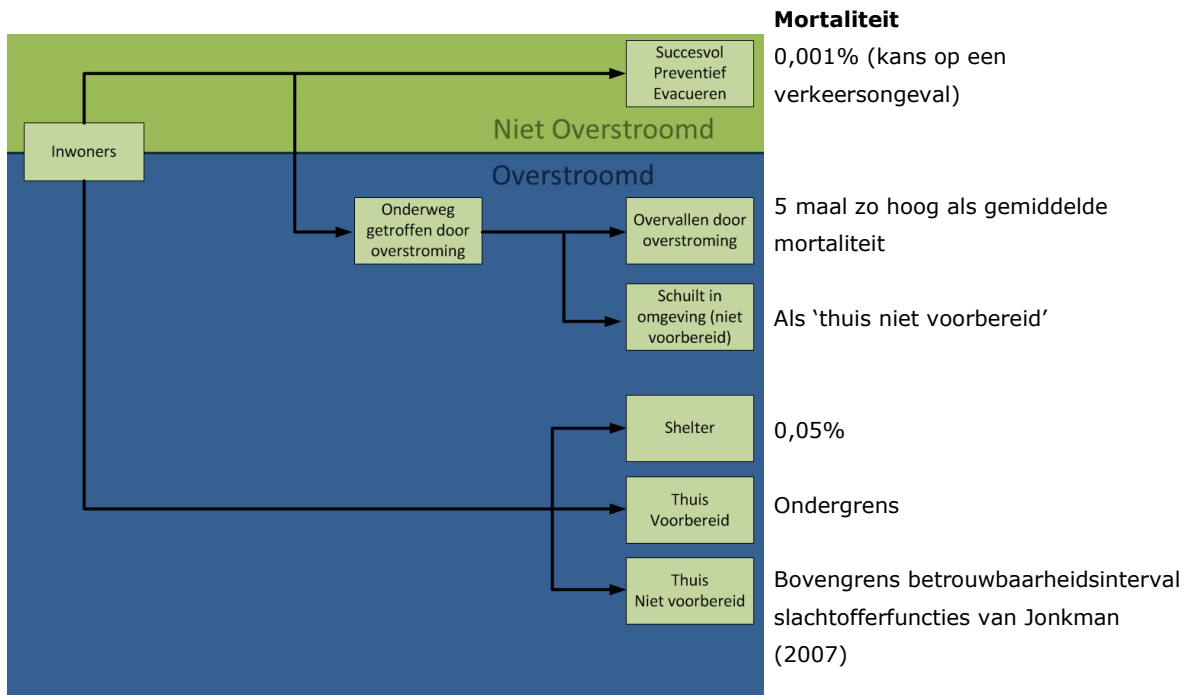 Mortaliteit
Succesvol
Preventief
Evacueren
0,001% (kans op een
verkeersongeval)
Niet Overstroomd
Inwoners
Overstroomd
Onderweg
getroffen door
overstroming
Overvallen door
overstroming
5 maal zo hoog als gemiddelde
mortaliteit
Schuilt in
omgeving (niet
voorbereid)
Als ‘thuis niet voorbereid’
Shelter
0,05%
Thuis
Voorbereid
Ondergrens
Thuis
Niet voorbereid
Bovengrens betrouwbaarheidsinterval
slachtofferfuncties van Jonkman
(2007)